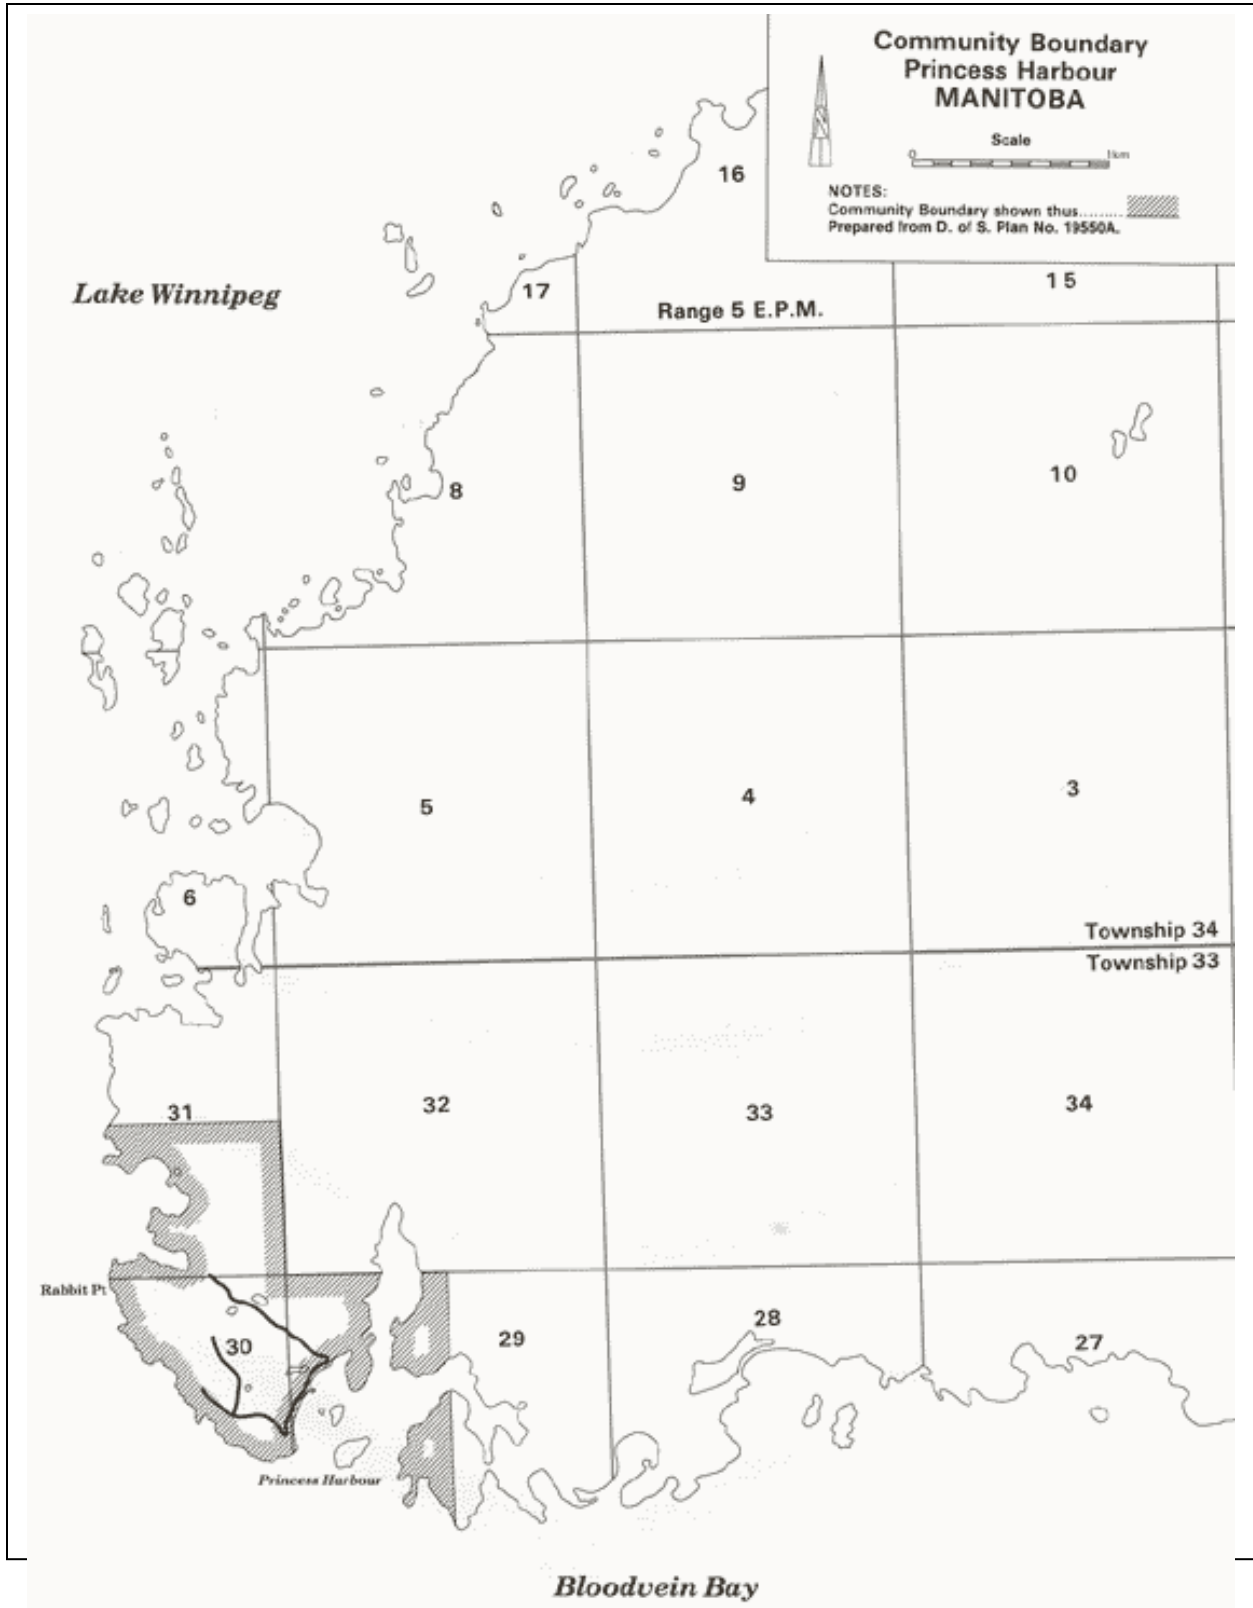 Community Boundary
Princess Harbour
MANITOBA
Scale
0 1km
NOTES:
Community Boundary shown thus.........
Prepared from D. of S. Plan No. 19550A.
16
Lake Winnipeg
17
Range 5 E.P.M.
15
8
9
10
5
4
3
6
Township 34
Township 33
31
32
33
34
Rabbit Pt
30
29
28
27
Princess Harbour
Bloodvein Bay